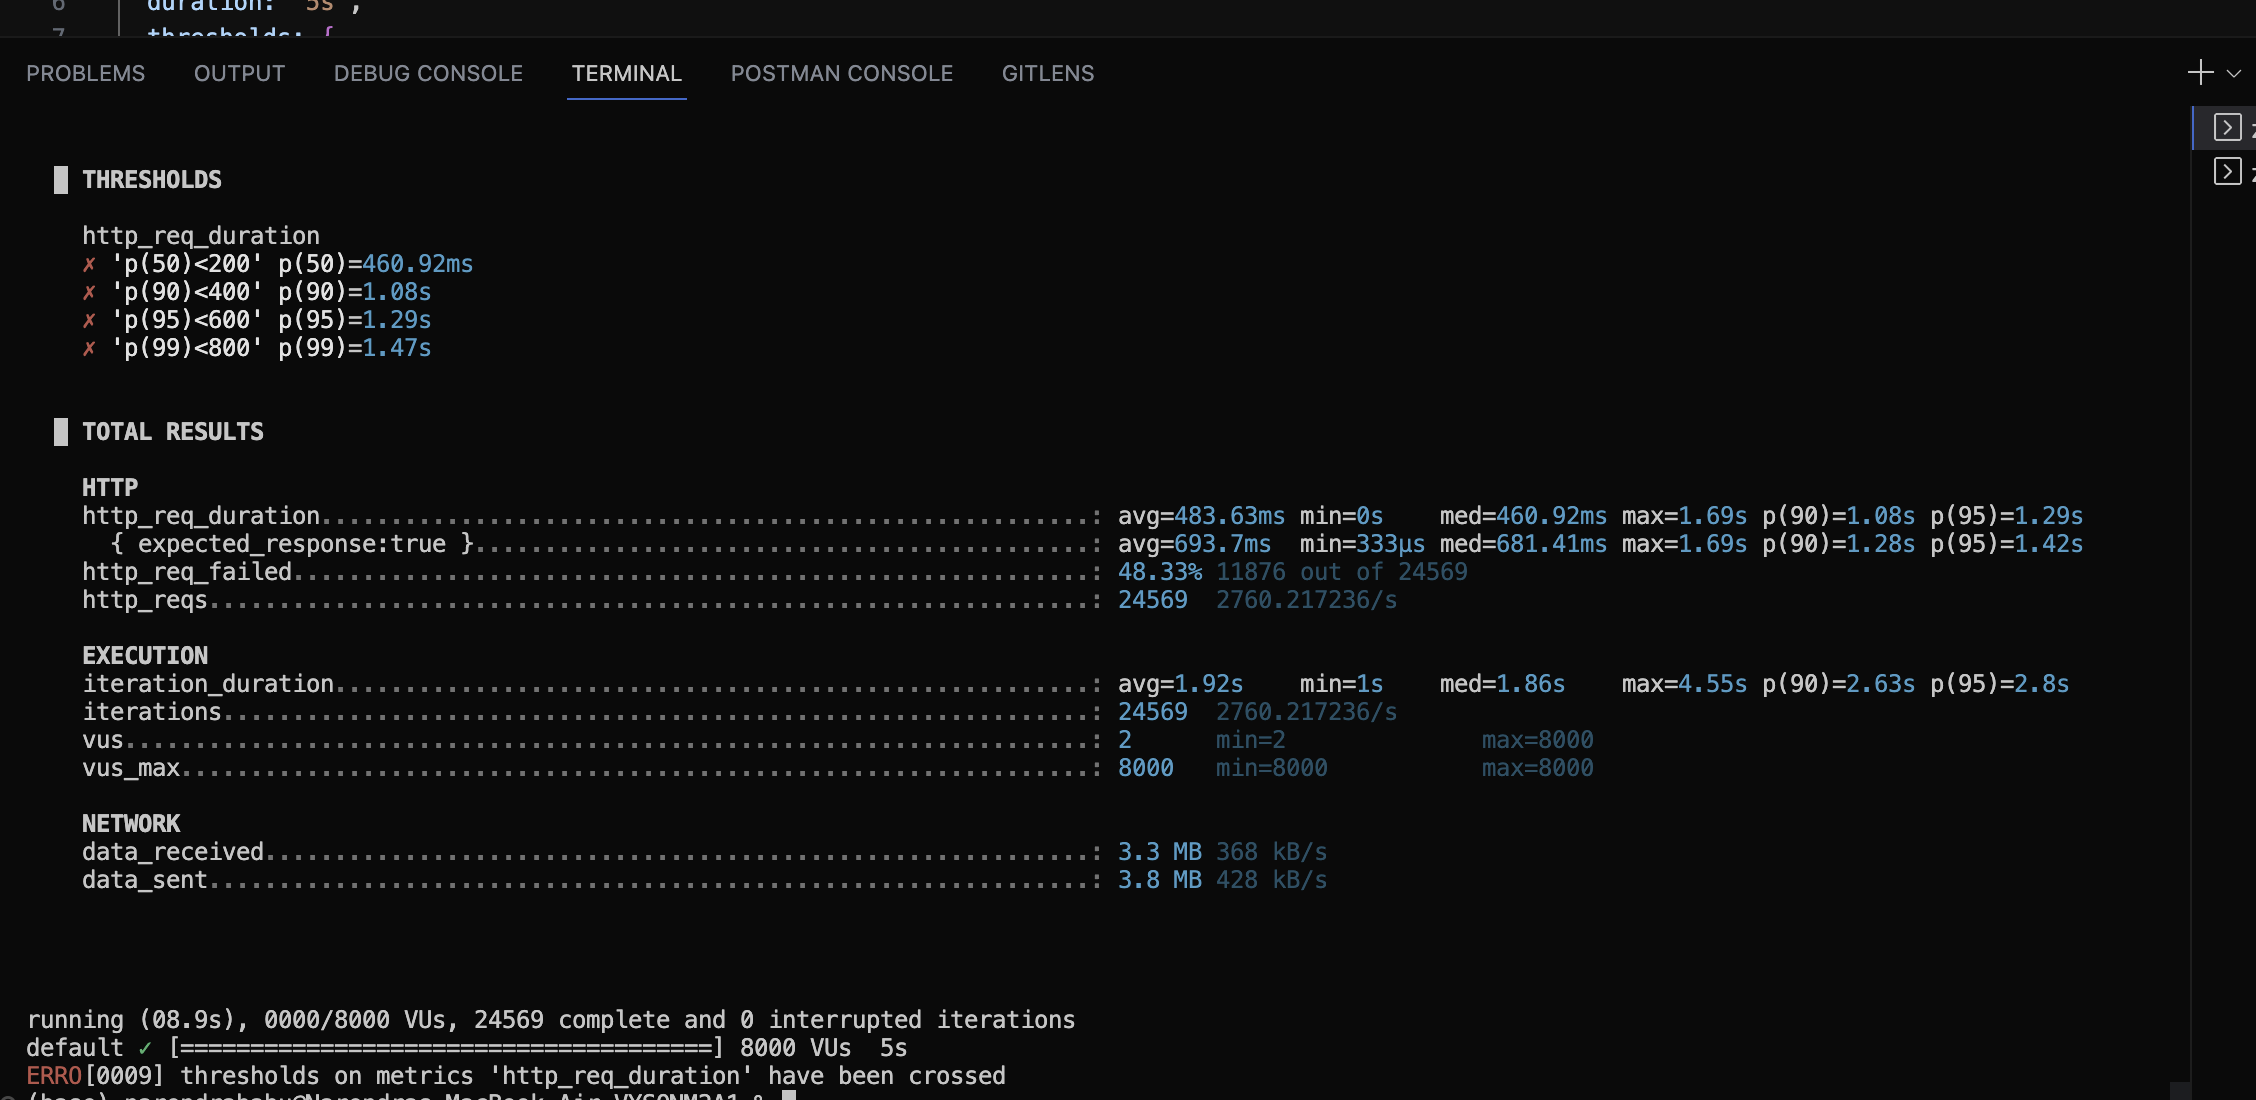 6 duration: '5s',
7 thresholds: {
PROBLEMS OUTPUT DEBUG CONSOLE TERMINAL POSTMAN CONSOLE GITLENS
THRESHOLDS
http_req_duration
✗ 'p(50)<200' p(50)=460.92ms
✗ 'p(90)<400' p(90)=1.08s
✗ 'p(95)<600' p(95)=1.29s
✗ 'p(99)<800' p(99)=1.47s
TOTAL RESULTS
HTTP
http_req_duration.......................................................: avg=483.63ms min=0s med=460.92ms max=1.69s p(90)=1.08s p(95)=1.29s
{ expected_response:true }............................................: avg=693.7ms min=333µs med=681.41ms max=1.69s p(90)=1.28s p(95)=1.42s
http_req_failed.........................................................: 48.33% 11876 out of 24569
http_reqs...............................................................: 24569 2760.217236/s
EXECUTION
iteration_duration......................................................: avg=1.92s min=1s med=1.86s max=4.55s p(90)=2.63s p(95)=2.8s
iterations..............................................................: 24569 2760.217236/s
vus.....................................................................: 2 min=2 max=8000
vus_max.................................................................: 8000 min=8000 max=8000
NETWORK
data_received...........................................................: 3.3 MB 368 kB/s
data_sent...............................................................: 3.8 MB 428 kB/s
running (08.9s), 0000/8000 VUs, 24569 complete and 0 interrupted iterations
default ✓ [======================================] 8000 VUs 5s
ERRO[0009] thresholds on metrics 'http_req_duration' have been crossed
(base)